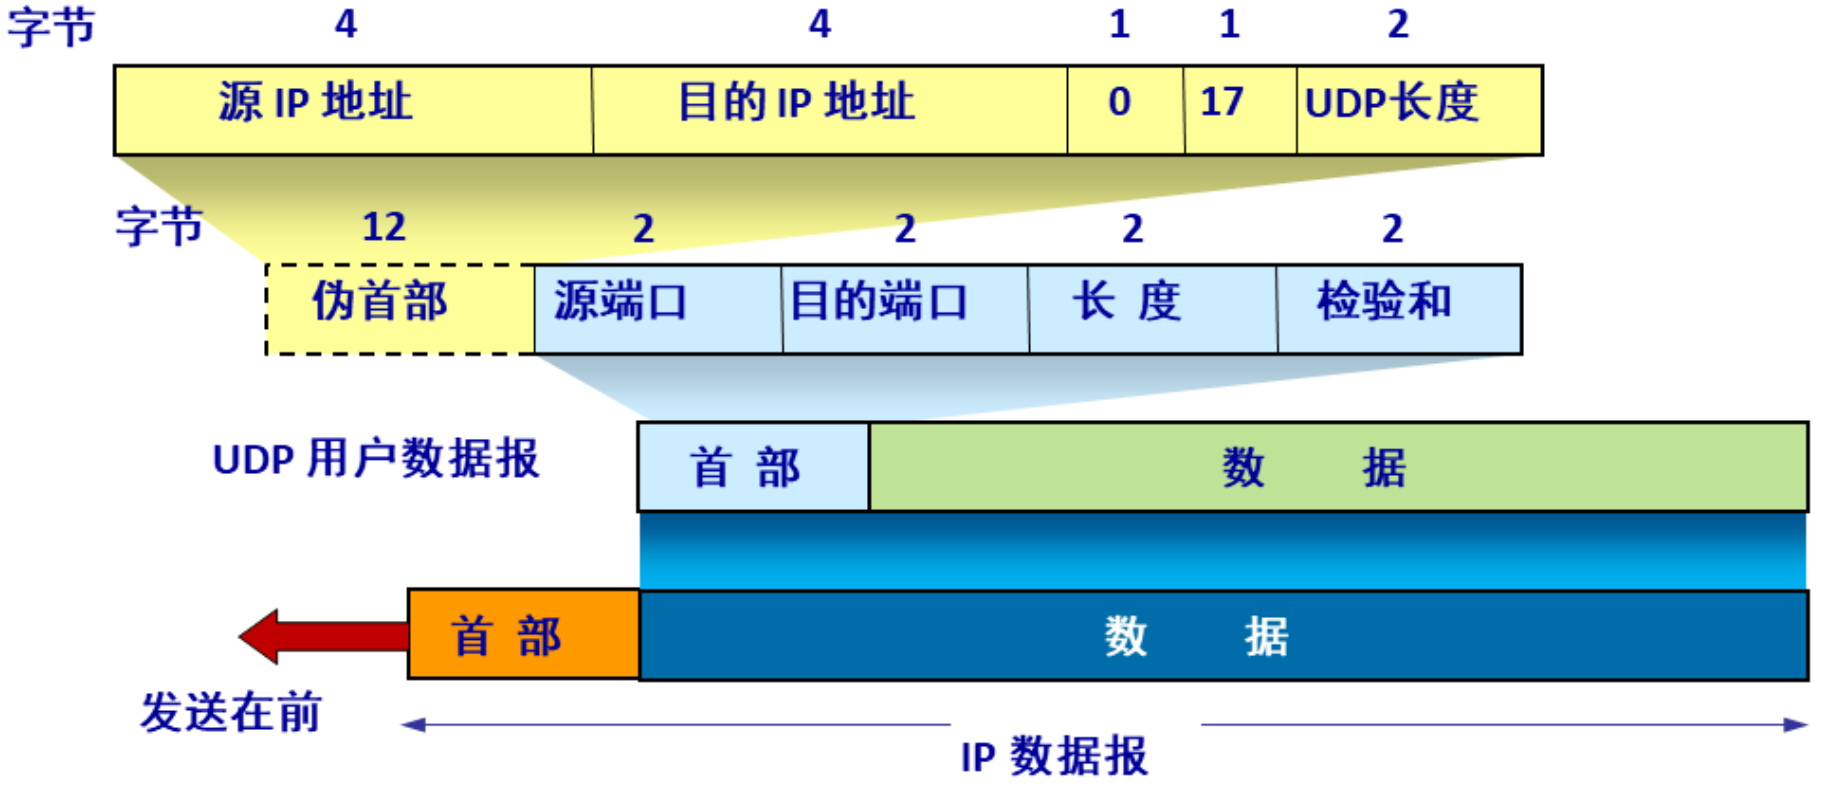 字节 4 4 1 1 2
源 IP 地址 目的 IP 地址 0 17 UDP长度
字节 12 2 2 2 2
伪首部 源端口 目的端口 长 度 检验和
UDP 用户数据报 首 部 数 据
首 部 数 据
发送在前
IP 数据报